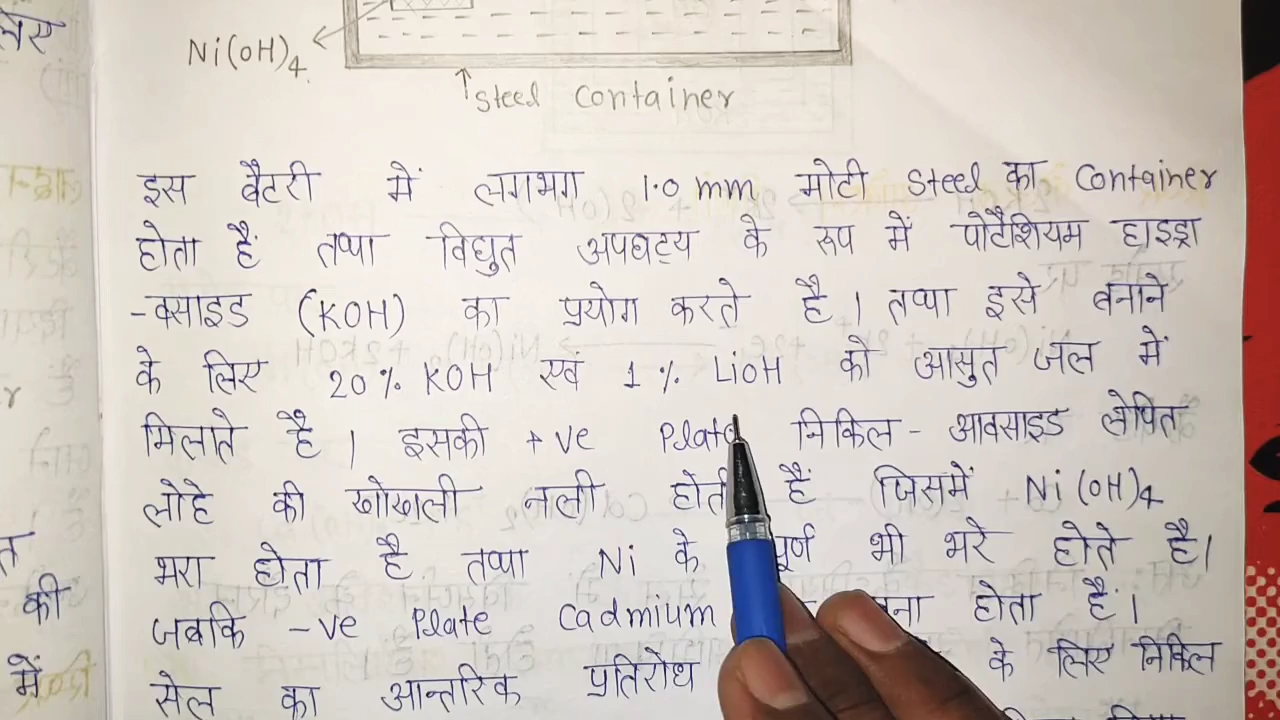 लिए
Ni(OH)4
Steel Container
इस बैटरी में लगभग 1.0 mm मोटी Steel का Container
होता हैं तथा विद्युत अपघट्य के रूप में पोटैशियम हाइड्रा
-क्साइड (KOH) का प्रयोग करते है। तथा इसे बनाने
के लिए 20% KOH एवं 1% LiOH को आसुत जल में
मिलाते है। इसकी +ve Plate निकिल - आक्साइड लेपित
लोहे की खोखली नली होती हैं जिसमें Ni(OH)4
भरा होता है तथा Ni के भी भरे होते है।
की
जबकि -ve Plate Cadmium होता हैं।
में
सेल का आन्तरिक प्रतिरोध के लिए निकिल